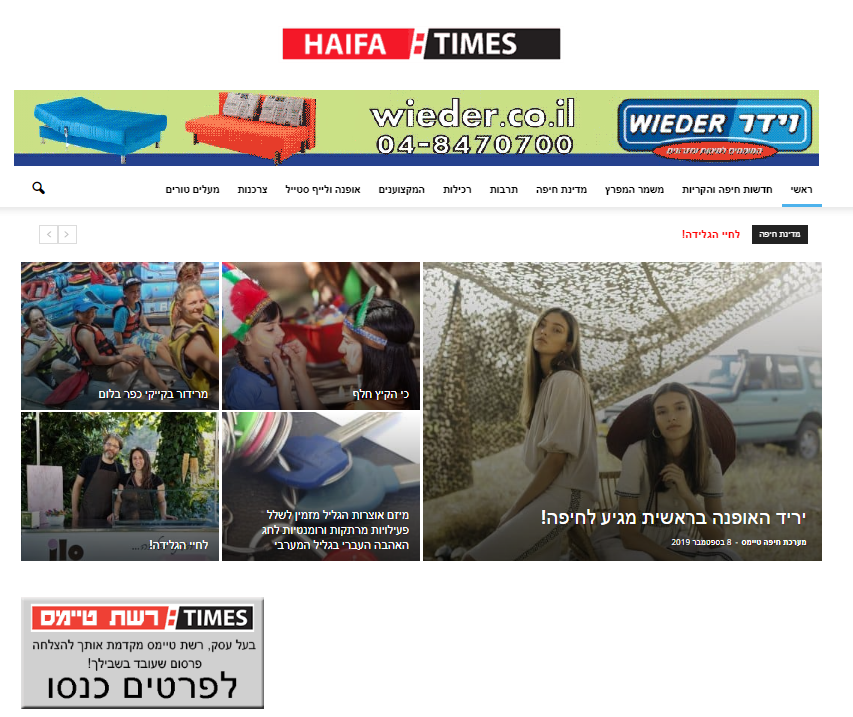 HAIFA TIMES
wieder.co.il
04-8470700
WIEDER וידר
המומחים למיטות ומזרונים
ראשי
חדשות חיפה והקריות
משמר המפרץ
מדינת חיפה
תרבות
רכילות
המקצוענים
אופנה ולייף סטייל
צרכנות
מעלים טורים
מדינת חיפה
לחיי הגלידה!
יריד האופנה בראשית מגיע לחיפה!
מערכת חיפה טיימס - 8 בספטמבר 2019
כי הקיץ חלף
מרידור בקייקי כפר בלום
מיזם אוצרות הגליל מזמין לשלל
פעילויות מרתקות ורומנטיות לחג
האהבה העברי בגליל המערבי
לחיי הגלידה!
רשת טיימס TIMES
בעל עסק, רשת טיימס מקדמת אותך להצלחה
פרסום שעובד בשבילך!
לפרטים כנסו